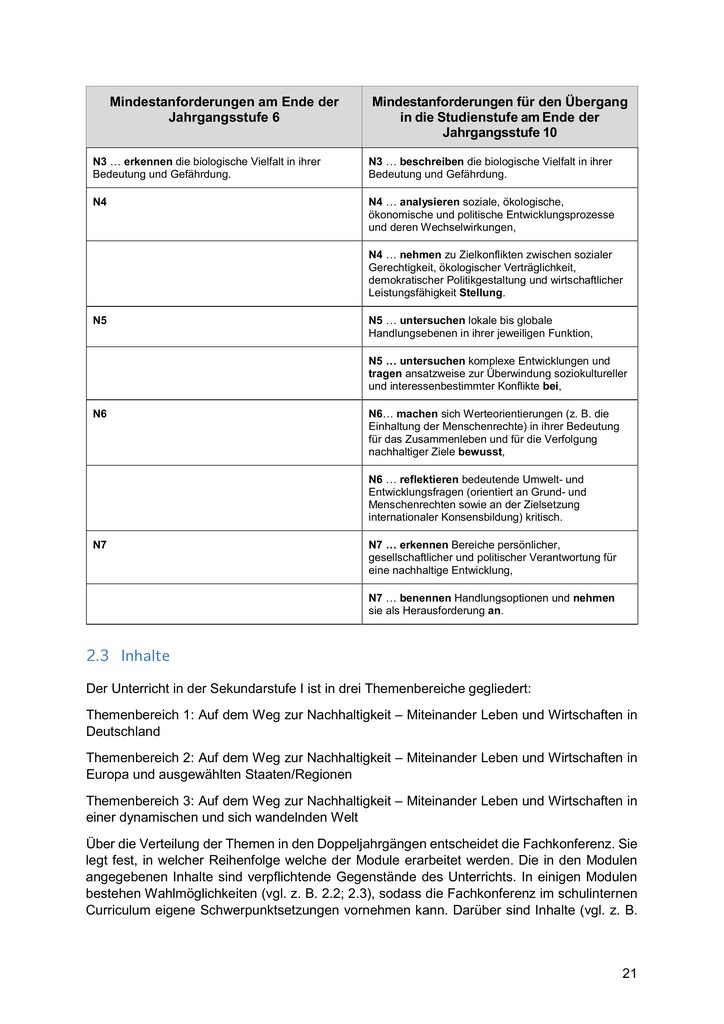 Mindestanforderungen am Ende der
Jahrgangsstufe 6
Mindestanforderungen für den Übergang
in die Studienstufe am Ende der
Jahrgangsstufe 10
N3 … erkennen die biologische Vielfalt in ihrer
Bedeutung und Gefährdung.
N3 … beschreiben die biologische Vielfalt in ihrer
Bedeutung und Gefährdung.
N4
N4 … analysieren soziale, ökologische,
ökonomische und politische Entwicklungsprozesse
und deren Wechselwirkungen,
N4 … nehmen zu Zielkonflikten zwischen sozialer
Gerechtigkeit, ökologischer Verträglichkeit,
demokratischer Politikgestaltung und wirtschaftlicher
Leistungsfähigkeit Stellung.
N5
N5 … untersuchen lokale bis globale
Handlungsebenen in ihrer jeweiligen Funktion,
N5 … untersuchen komplexe Entwicklungen und
tragen ansatzweise zur Überwindung soziokultureller
und interessenbestimmter Konflikte bei,
N6
N6… machen sich Werteorientierungen (z. B. die
Einhaltung der Menschenrechte) in ihrer Bedeutung
für das Zusammenleben und für die Verfolgung
nachhaltiger Ziele bewusst,
N6 … reflektieren bedeutende Umwelt- und
Entwicklungsfragen (orientiert an Grund- und
Menschenrechten sowie an der Zielsetzung
internationaler Konsensbildung) kritisch.
N7
N7 … erkennen Bereiche persönlicher,
gesellschaftlicher und politischer Verantwortung für
eine nachhaltige Entwicklung,
N7 … benennen Handlungsoptionen und nehmen
sie als Herausforderung an.
2.3 Inhalte
Der Unterricht in der Sekundarstufe I ist in drei Themenbereiche gegliedert:
Themenbereich 1: Auf dem Weg zur Nachhaltigkeit – Miteinander Leben und Wirtschaften in
Deutschland
Themenbereich 2: Auf dem Weg zur Nachhaltigkeit – Miteinander Leben und Wirtschaften in
Europa und ausgewählten Staaten/Regionen
Themenbereich 3: Auf dem Weg zur Nachhaltigkeit – Miteinander Leben und Wirtschaften in
einer dynamischen und sich wandelnden Welt
Über die Verteilung der Themen in den Doppeljahrgängen entscheidet die Fachkonferenz. Sie
legt fest, in welcher Reihenfolge welche der Module erarbeitet werden. Die in den Modulen
angegebenen Inhalte sind verpflichtende Gegenstände des Unterrichts. In einigen Modulen
bestehen Wahlmöglichkeiten (vgl. z. B. 2.2; 2.3), sodass die Fachkonferenz im schulinternen
Curriculum eigene Schwerpunktsetzungen vornehmen kann. Darüber sind Inhalte (vgl. z. B.
21